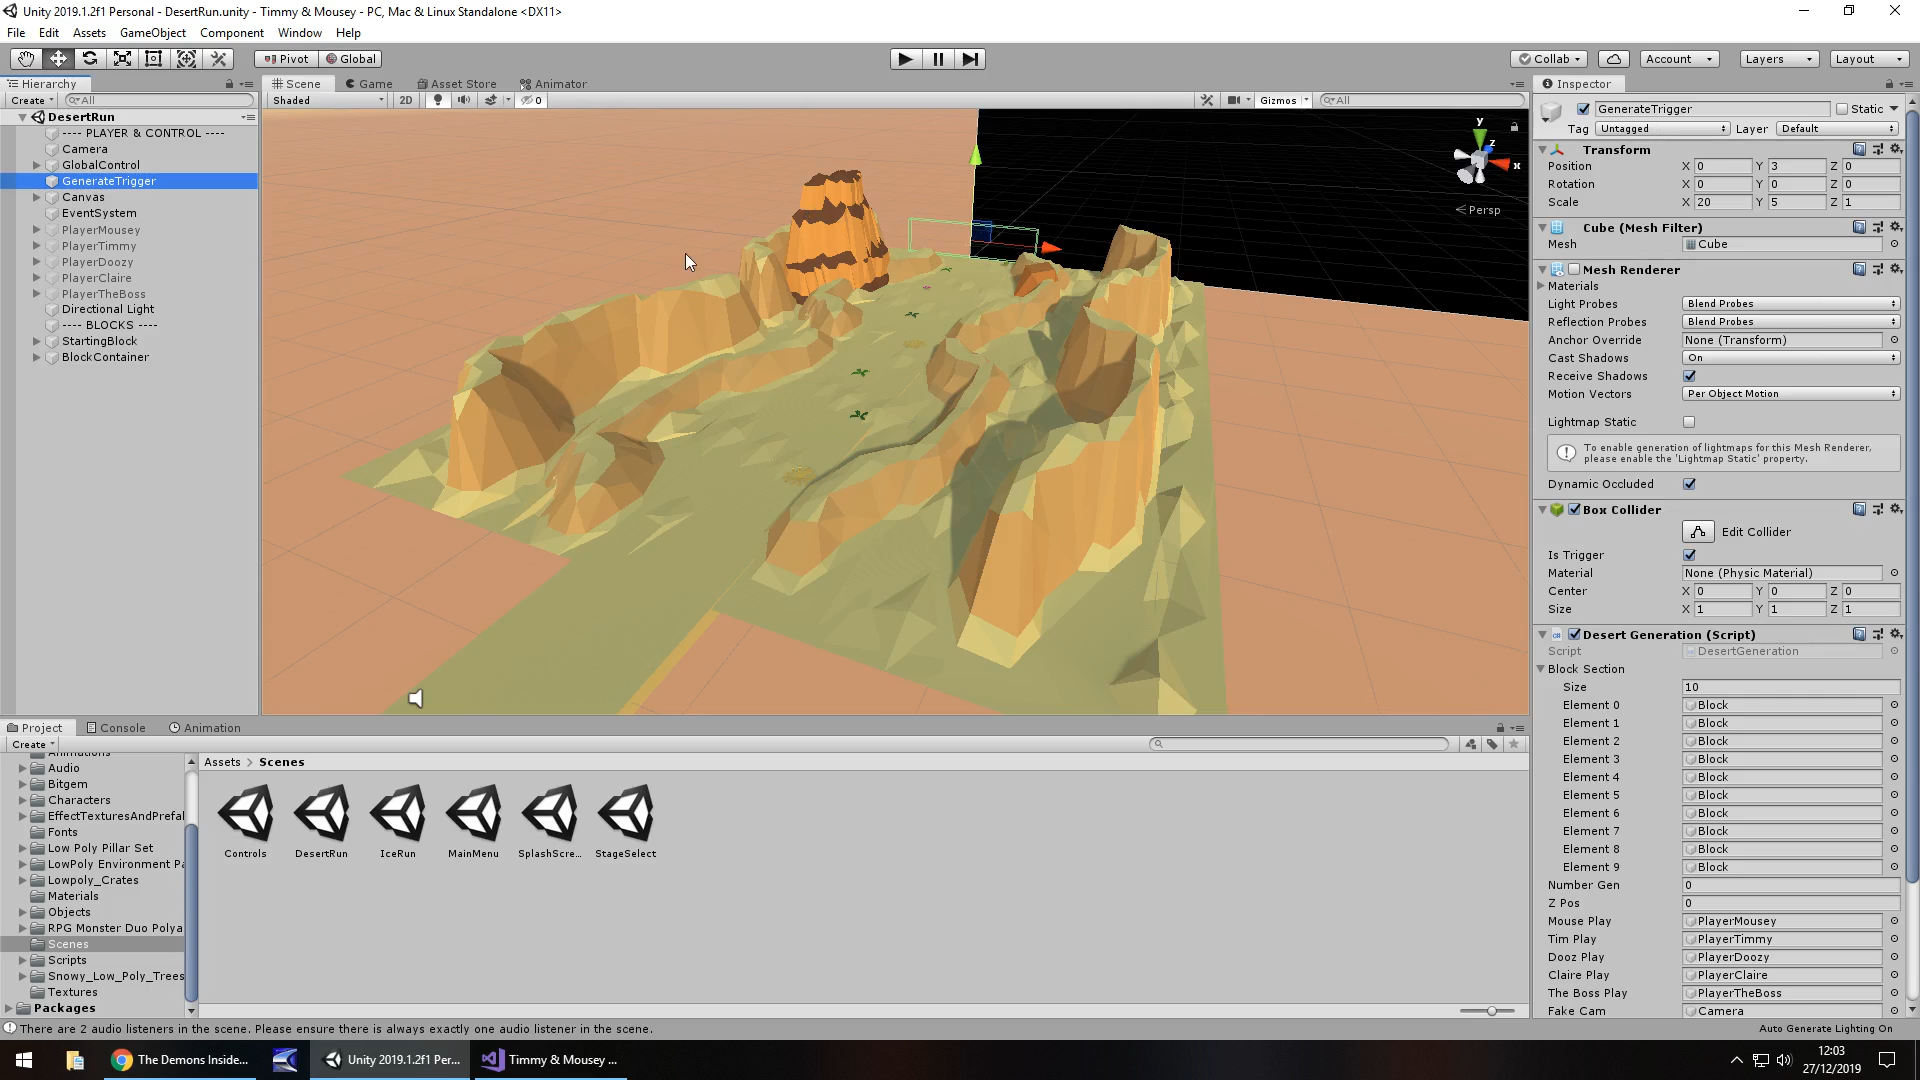 Unity 2019.1.2f1 Personal - DesertRun.unity - Timmy & Mousey - PC, Mac & Linux Standalone <DX11>
File Edit Assets GameObject Component Window Help
Pivot Global Collab Account Layers Layout
Hierarchy
Create All
DesertRun
---- PLAYER & CONTROL ----
Camera
GlobalControl
GenerateTrigger
Canvas
EventSystem
PlayerMousey
PlayerTimmy
PlayerDoozy
PlayerClaire
PlayerTheBoss
Directional Light
---- BLOCKS ----
StartingBlock
BlockContainer
Scene Game Asset Store Animator
Shaded 2D 0 Gizmos All
y
z
x
Persp
Inspector
GenerateTrigger Static
Tag Untagged Layer Default
Transform
Position X 0 Y 3 Z 0
Rotation X 0 Y 0 Z 0
Scale X 20 Y 5 Z 1
Cube (Mesh Filter)
Mesh Cube
Mesh Renderer
Materials
Light Probes Blend Probes
Reflection Probes Blend Probes
Anchor Override None (Transform)
Cast Shadows On
Receive Shadows
Motion Vectors Per Object Motion
Lightmap Static
To enable generation of lightmaps for this Mesh Renderer,
please enable the 'Lightmap Static' property.
Dynamic Occluded
Box Collider
Edit Collider
Is Trigger
Material None (Physic Material)
Center X 0 Y 0 Z 0
Size X 1 Y 1 Z 1
Desert Generation (Script)
Script DesertGeneration
Block Section
Size 10
Element 0 Block
Element 1 Block
Element 2 Block
Element 3 Block
Element 4 Block
Element 5 Block
Element 6 Block
Element 7 Block
Element 8 Block
Element 9 Block
Number Gen 0
Z Pos 0
Mouse Play PlayerMousey
Tim Play PlayerTimmy
Dooz Play PlayerDoozy
Claire Play PlayerClaire
The Boss Play PlayerTheBoss
Fake Cam Camera
Project Console Animation
Create
Animations
Audio
Bitgem
Characters
EffectTexturesAndPrefal
Fonts
Low Poly Pillar Set
LowPoly Environment Pa
Lowpoly_Crates
Materials
Objects
RPG Monster Duo Polya
Scenes
Scripts
Snowy_Low_Poly_Trees
Textures
Packages
Assets > Scenes
Controls DesertRun IceRun MainMenu SplashScre... StageSelect
There are 2 audio listeners in the scene. Please ensure there is always exactly one audio listener in the scene.
Auto Generate Lighting On
The Demons Inside... Unity 2019.1.2f1 Per... Timmy & Mousey ...
12:03
27/12/2019